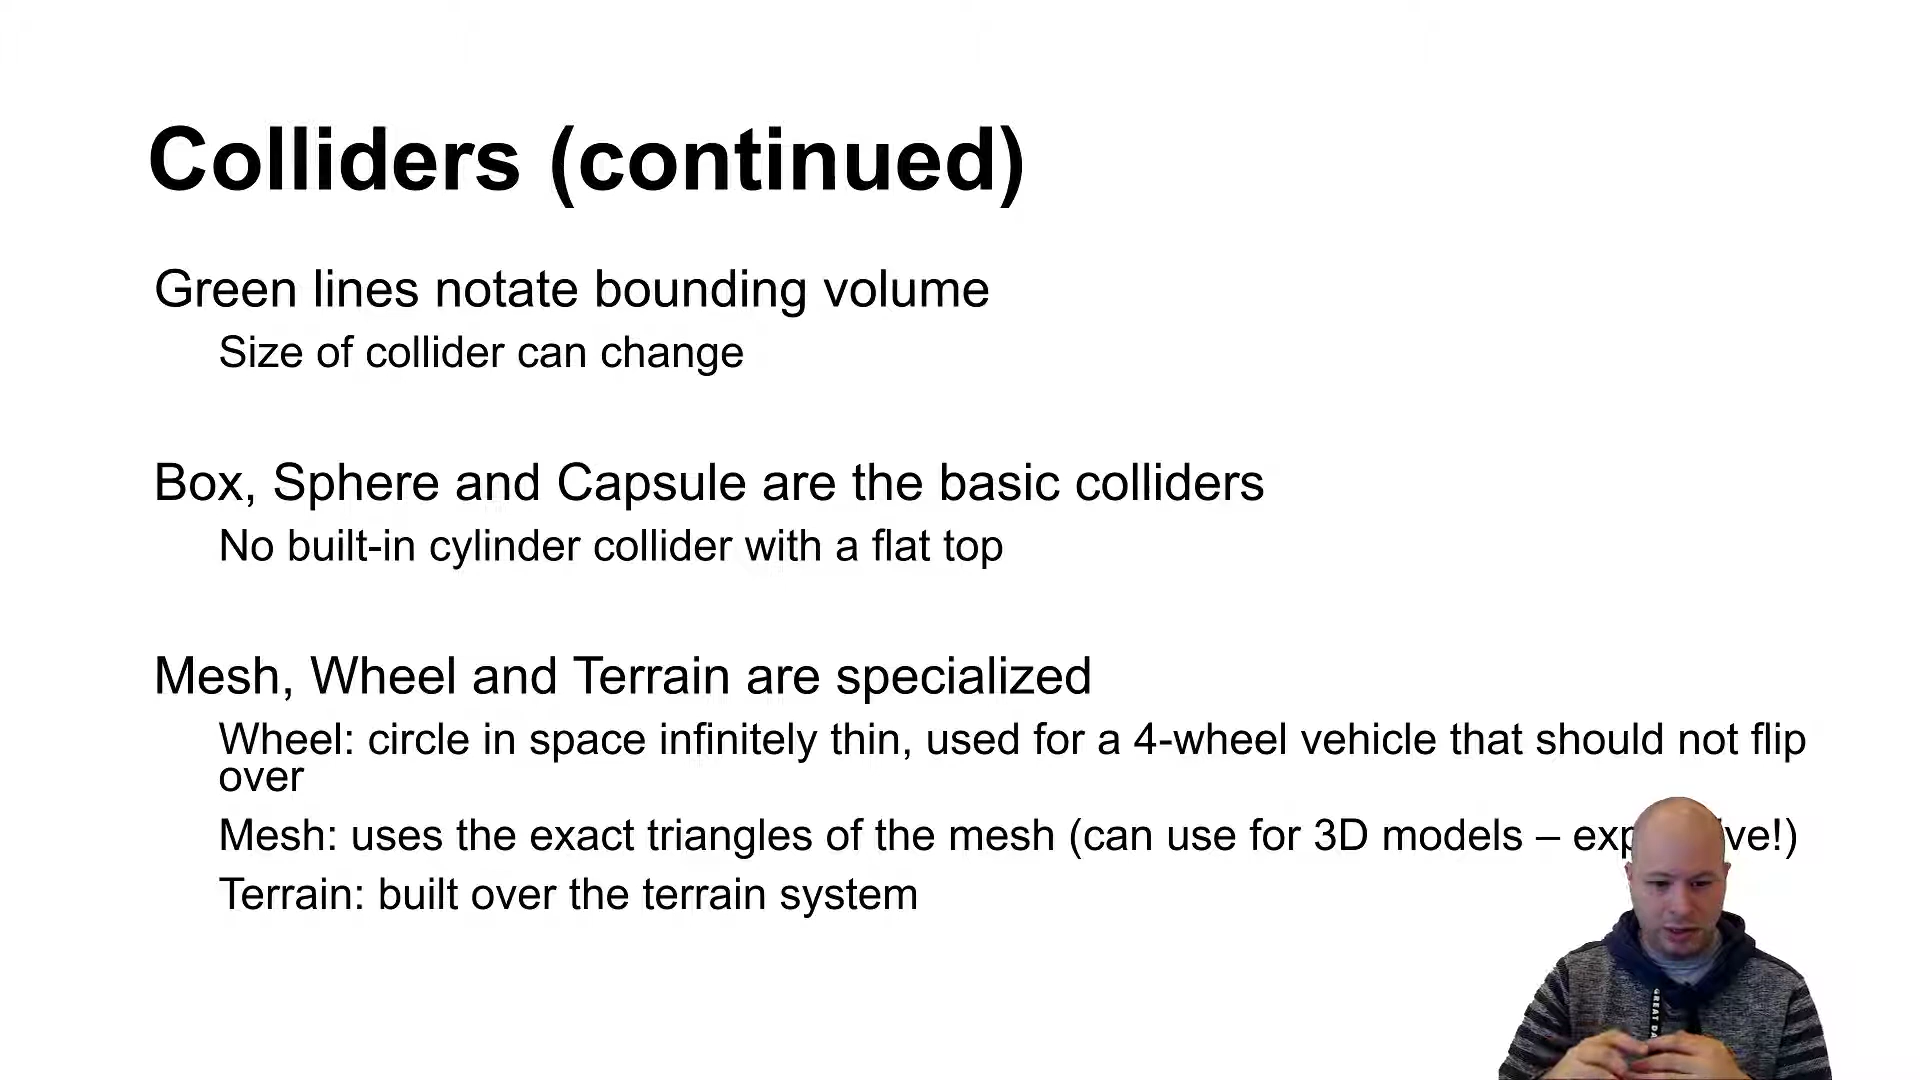 Colliders (continued)
Green lines notate bounding volume
Size of collider can change
Box, Sphere and Capsule are the basic colliders
No built-in cylinder collider with a flat top
Mesh, Wheel and Terrain are specialized
Wheel: circle in space infinitely thin, used for a 4-wheel vehicle that should not flip
over
Mesh: uses the exact triangles of the mesh (can use for 3D models –
Terrain: built over the terrain system
GREAT